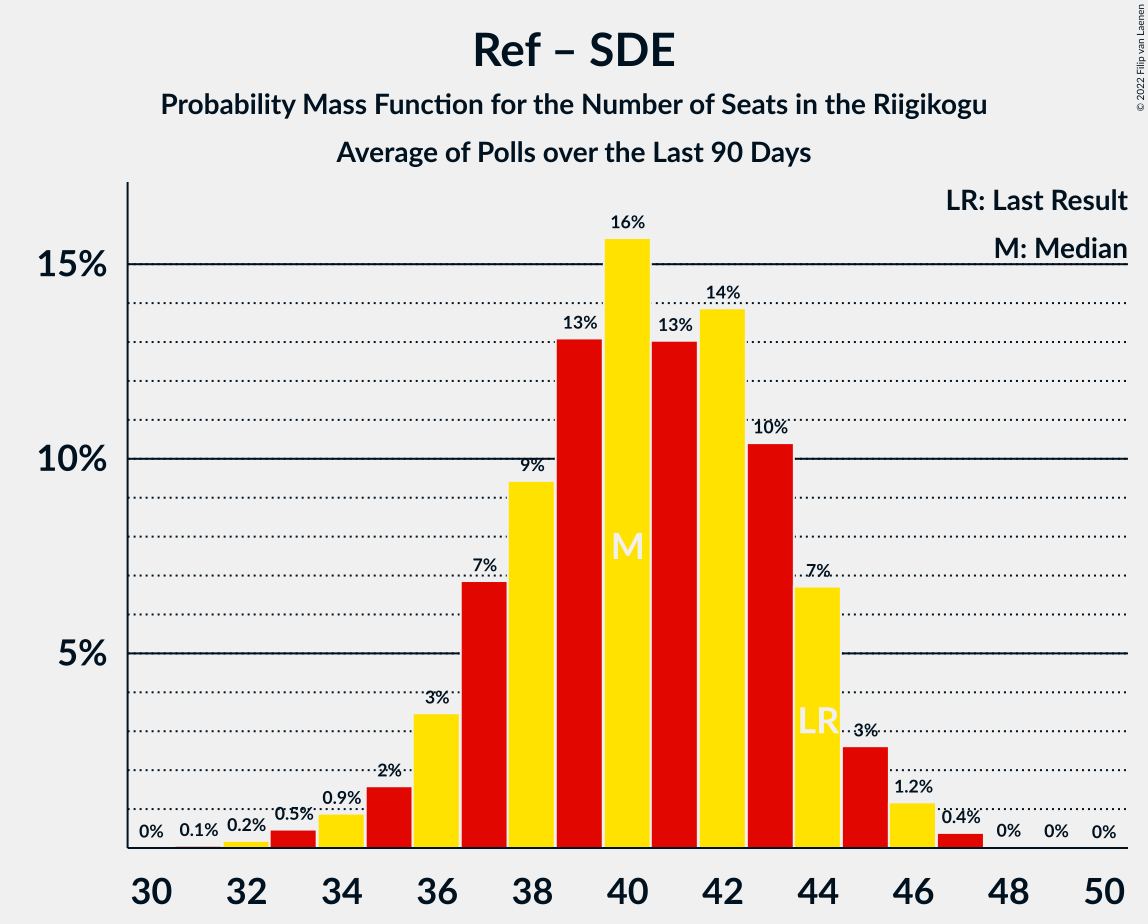 Ref – SDE
Probability Mass Function for the Number of Seats in the Riigikogu
Average of Polls over the Last 90 Days
© 2022 Filip van Laenen
LR: Last Result
M: Median
15%
10%
5%
0%
0.1%
0.2%
0.5%
0.9%
2%
3%
7%
9%
13%
16%
13%
14%
10%
7%
3%
1.2%
0.4%
0%
0%
0%
M
LR
30 32 34 36 38 40 42 44 46 48 50